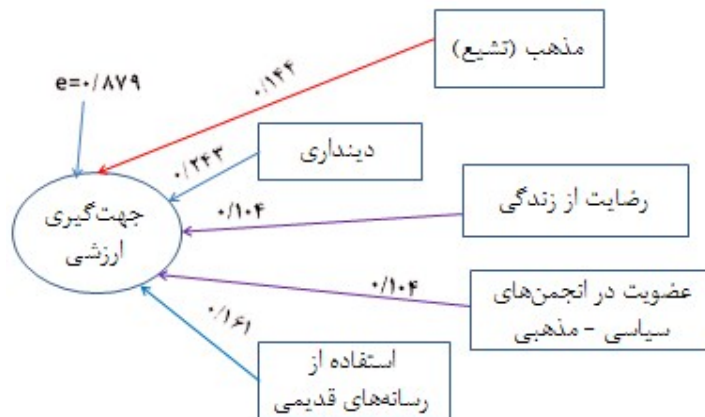 مذهب (تشیع)
۰/۱۴۴
e=۰/۸۷۹
دینداری
۰/۲۴۳
جهت‌گیری
ارزشی
رضایت از زندگی
۰/۱۰۴
عضویت در انجمن‌های
سیاسی - مذهبی
۰/۱۰۴
۰/۱۶۱
استفاده از
رسانه‌های قدیمی